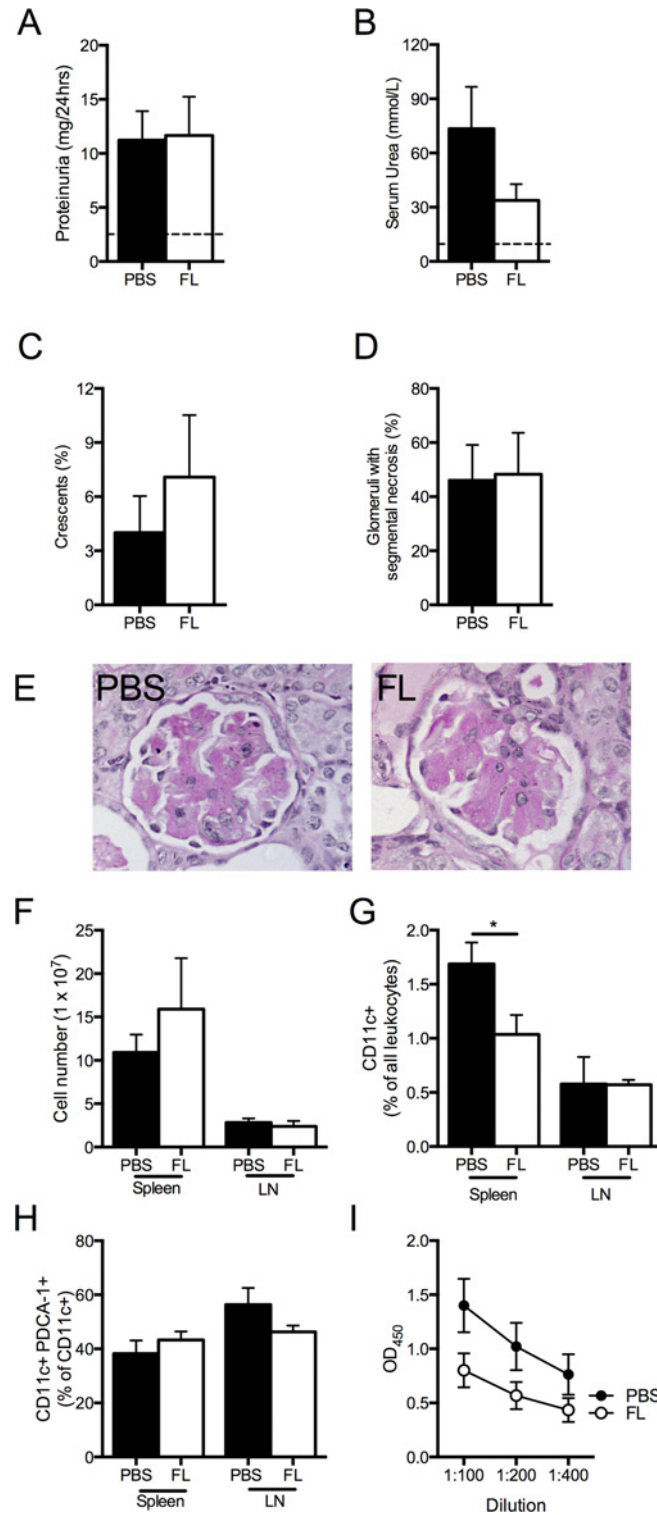 A
B
Proteinuria (mg/24hrs)
20
15
10
5
0
PBS FL
Serum Urea (mmol/L)
120
90
60
30
0
PBS FL
C
D
Crescents (%)
12
9
6
3
0
PBS FL
Glomeruli with
segmental necrosis (%)
80
60
40
20
0
PBS FL
E
PBS
FL
F
G
Cell number (1 x 10⁷)
25
20
15
10
5
0
PBS FL PBS FL
Spleen LN
CD11c+
(% of all leukocytes)
2.0
1.5
1.0
0.5
0.0
*
PBS FL PBS FL
Spleen LN
H
I
CD11c+ PDCA-1+
(% of CD11c+)
80
60
40
20
0
PBS FL PBS FL
Spleen LN
OD₄₅₀
2.0
1.5
1.0
0.5
0.0
1:100 1:200 1:400
Dilution
PBS
FL